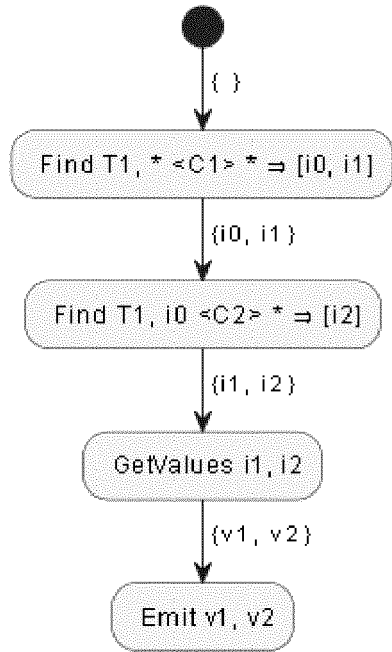 { }
Find T1, * <C1> * ⇒ [i0, i1]
{i0, i1}
Find T1, i0 <C2> * ⇒ [i2]
{i1, i2}
GetValues i1, i2
{v1, v2}
Emit v1, v2